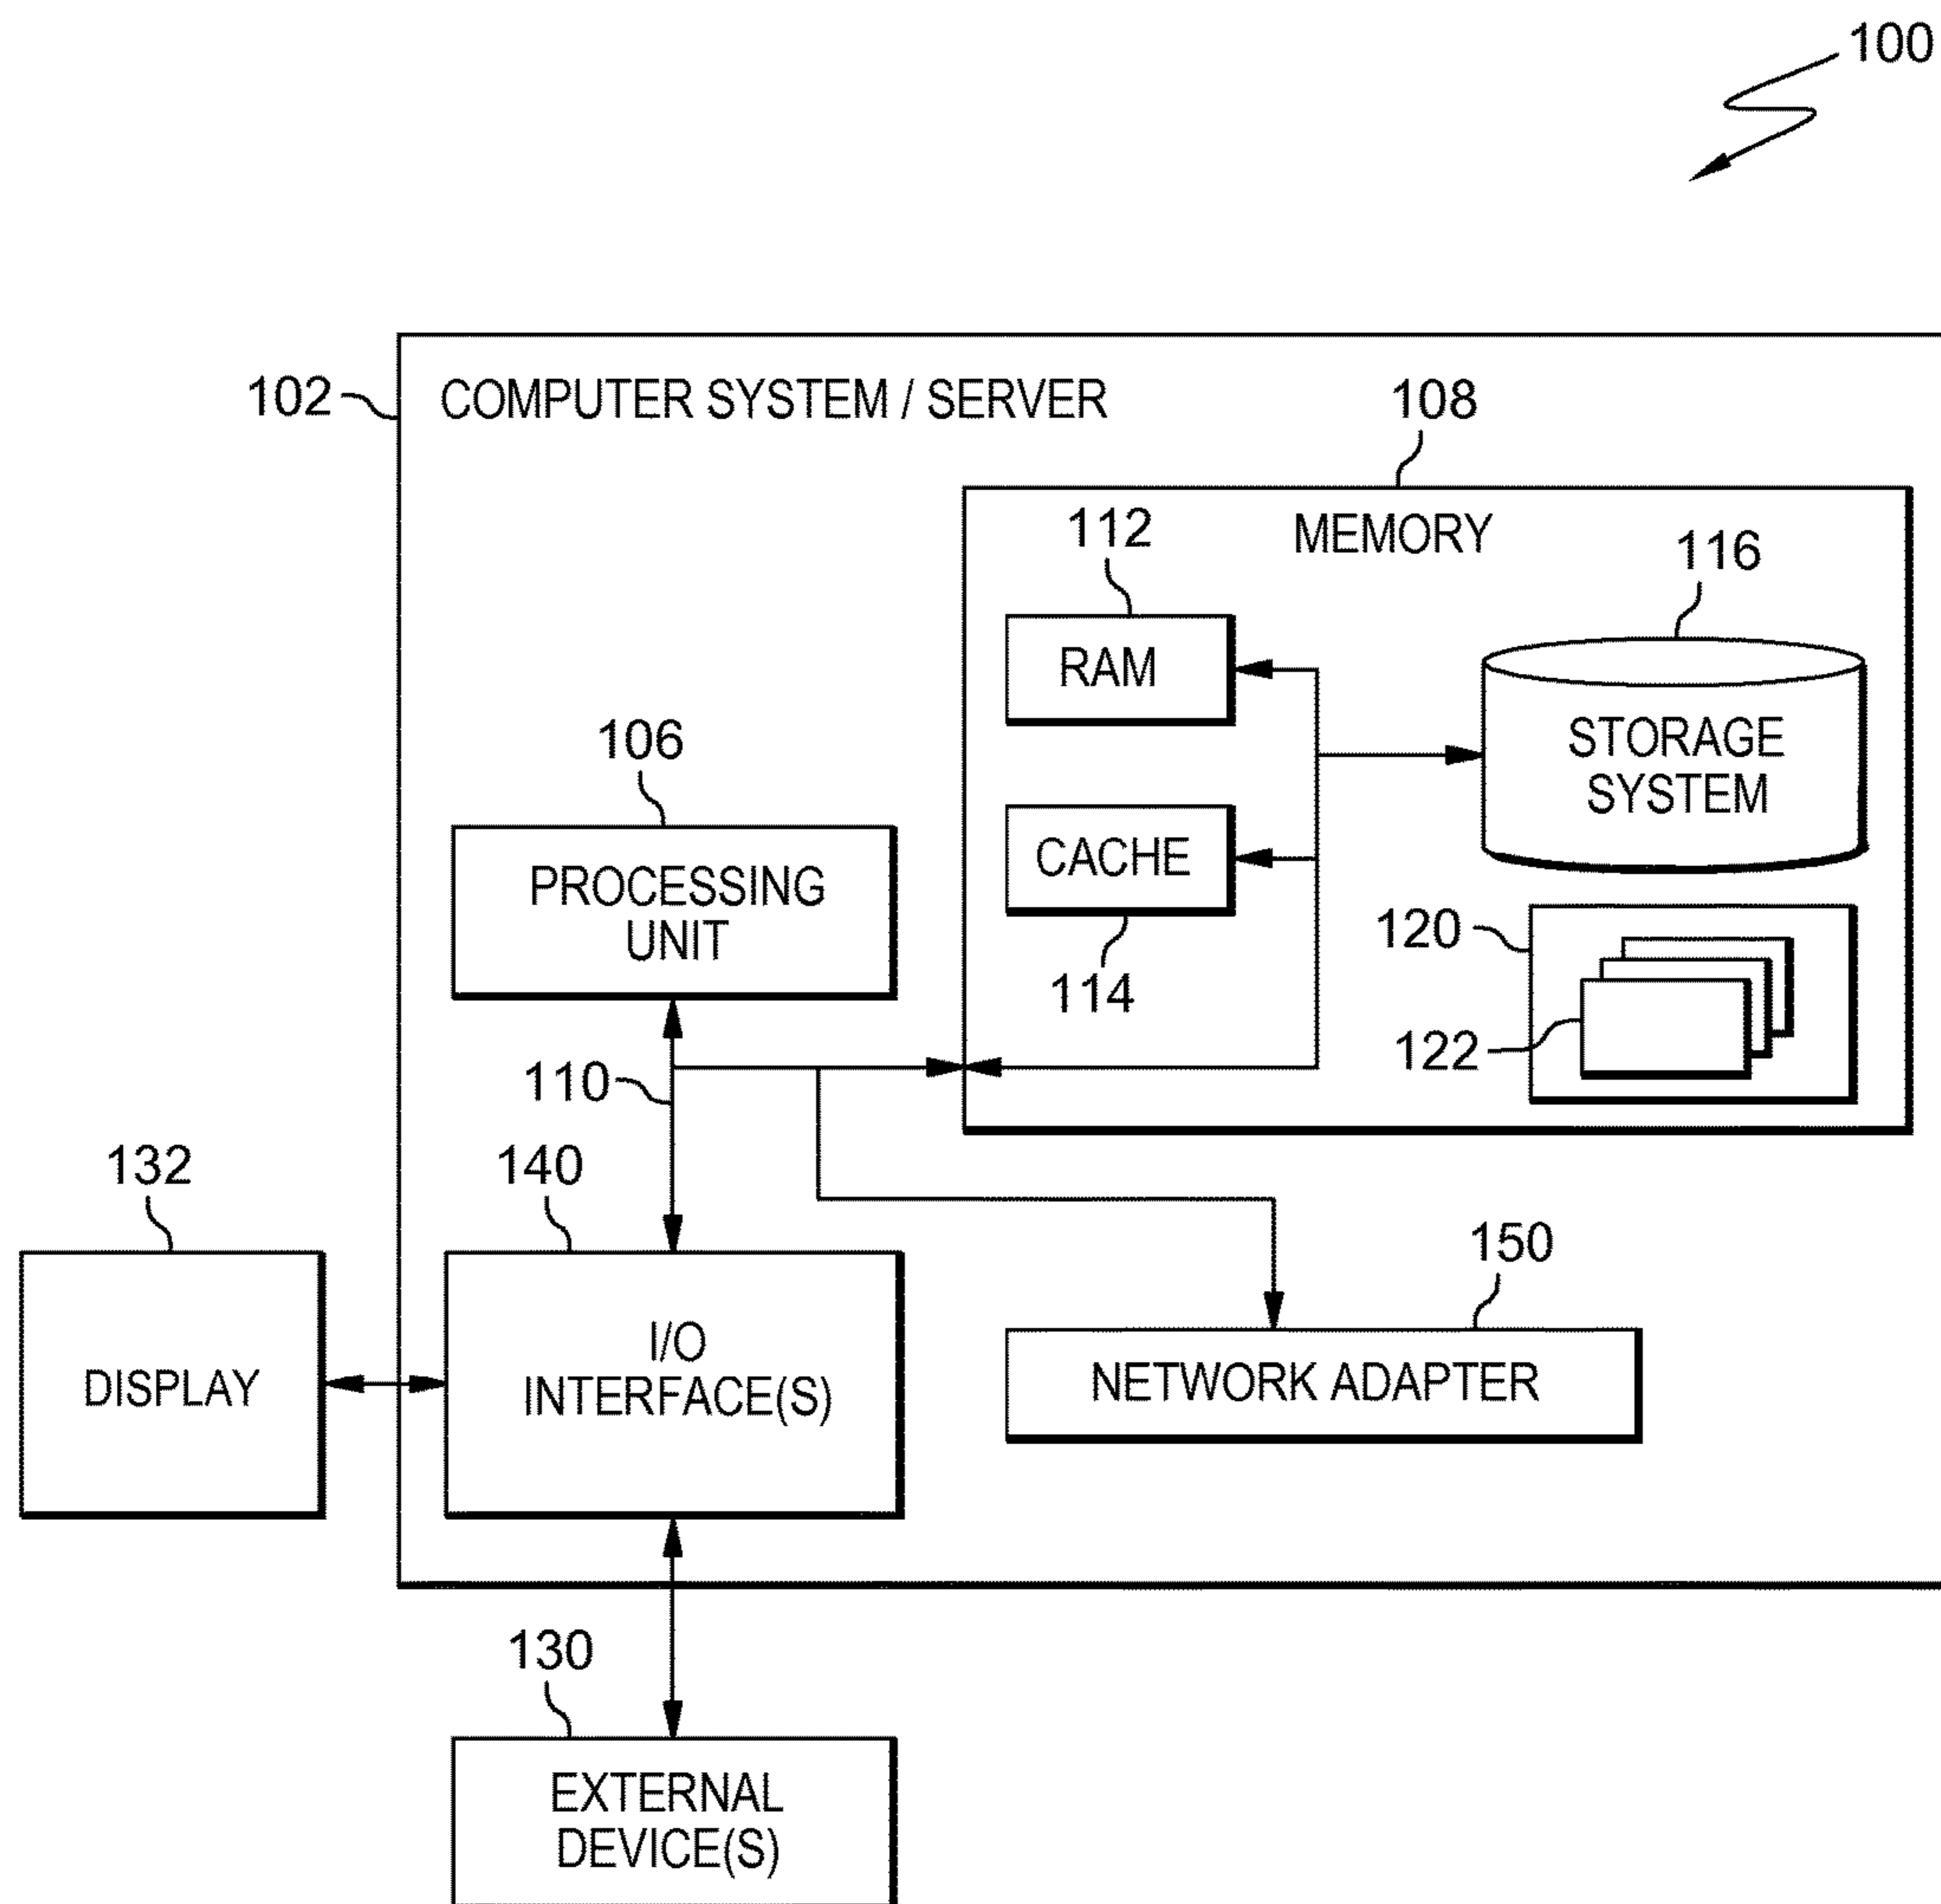 100
102
COMPUTER SYSTEM / SERVER
108
MEMORY
112
RAM
116
STORAGE
SYSTEM
106
PROCESSING
UNIT
CACHE
114
120
122
110
132
DISPLAY
140
I/O
INTERFACE(S)
150
NETWORK ADAPTER
130
EXTERNAL
DEVICE(S)